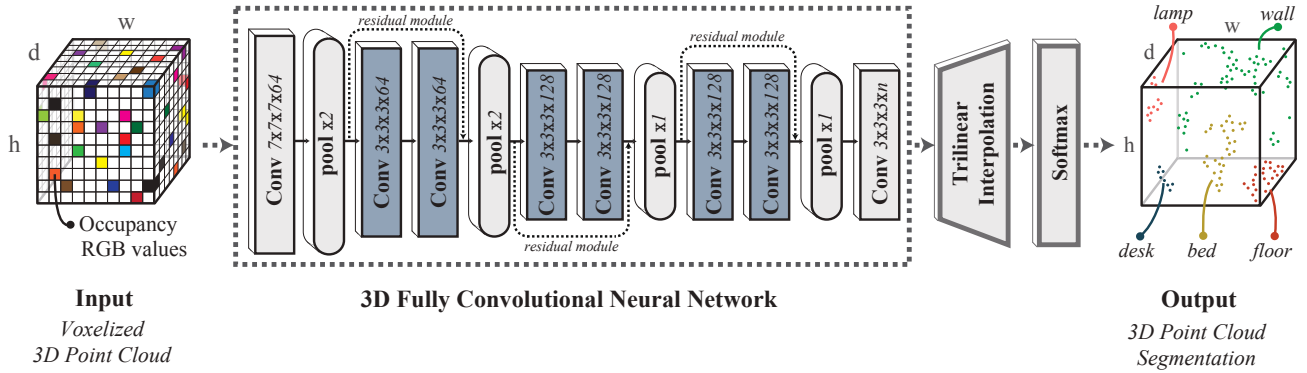 w
d
h
Occupancy
RGB values
Input
Voxelized
3D Point Cloud
residual module
residual module
residual module
Conv 7x7x7x64
pool x2
Conv 3x3x3x64
Conv 3x3x3x64
pool x2
Conv 3x3x3x128
Conv 3x3x3x128
pool x1
Conv 3x3x3x128
Conv 3x3x3x128
pool x1
Conv 3x3x3xn
3D Fully Convolutional Neural Network
Trilinear
Interpolation
Softmax
lamp
w
wall
d
h
desk
bed
floor
Output
3D Point Cloud
Segmentation